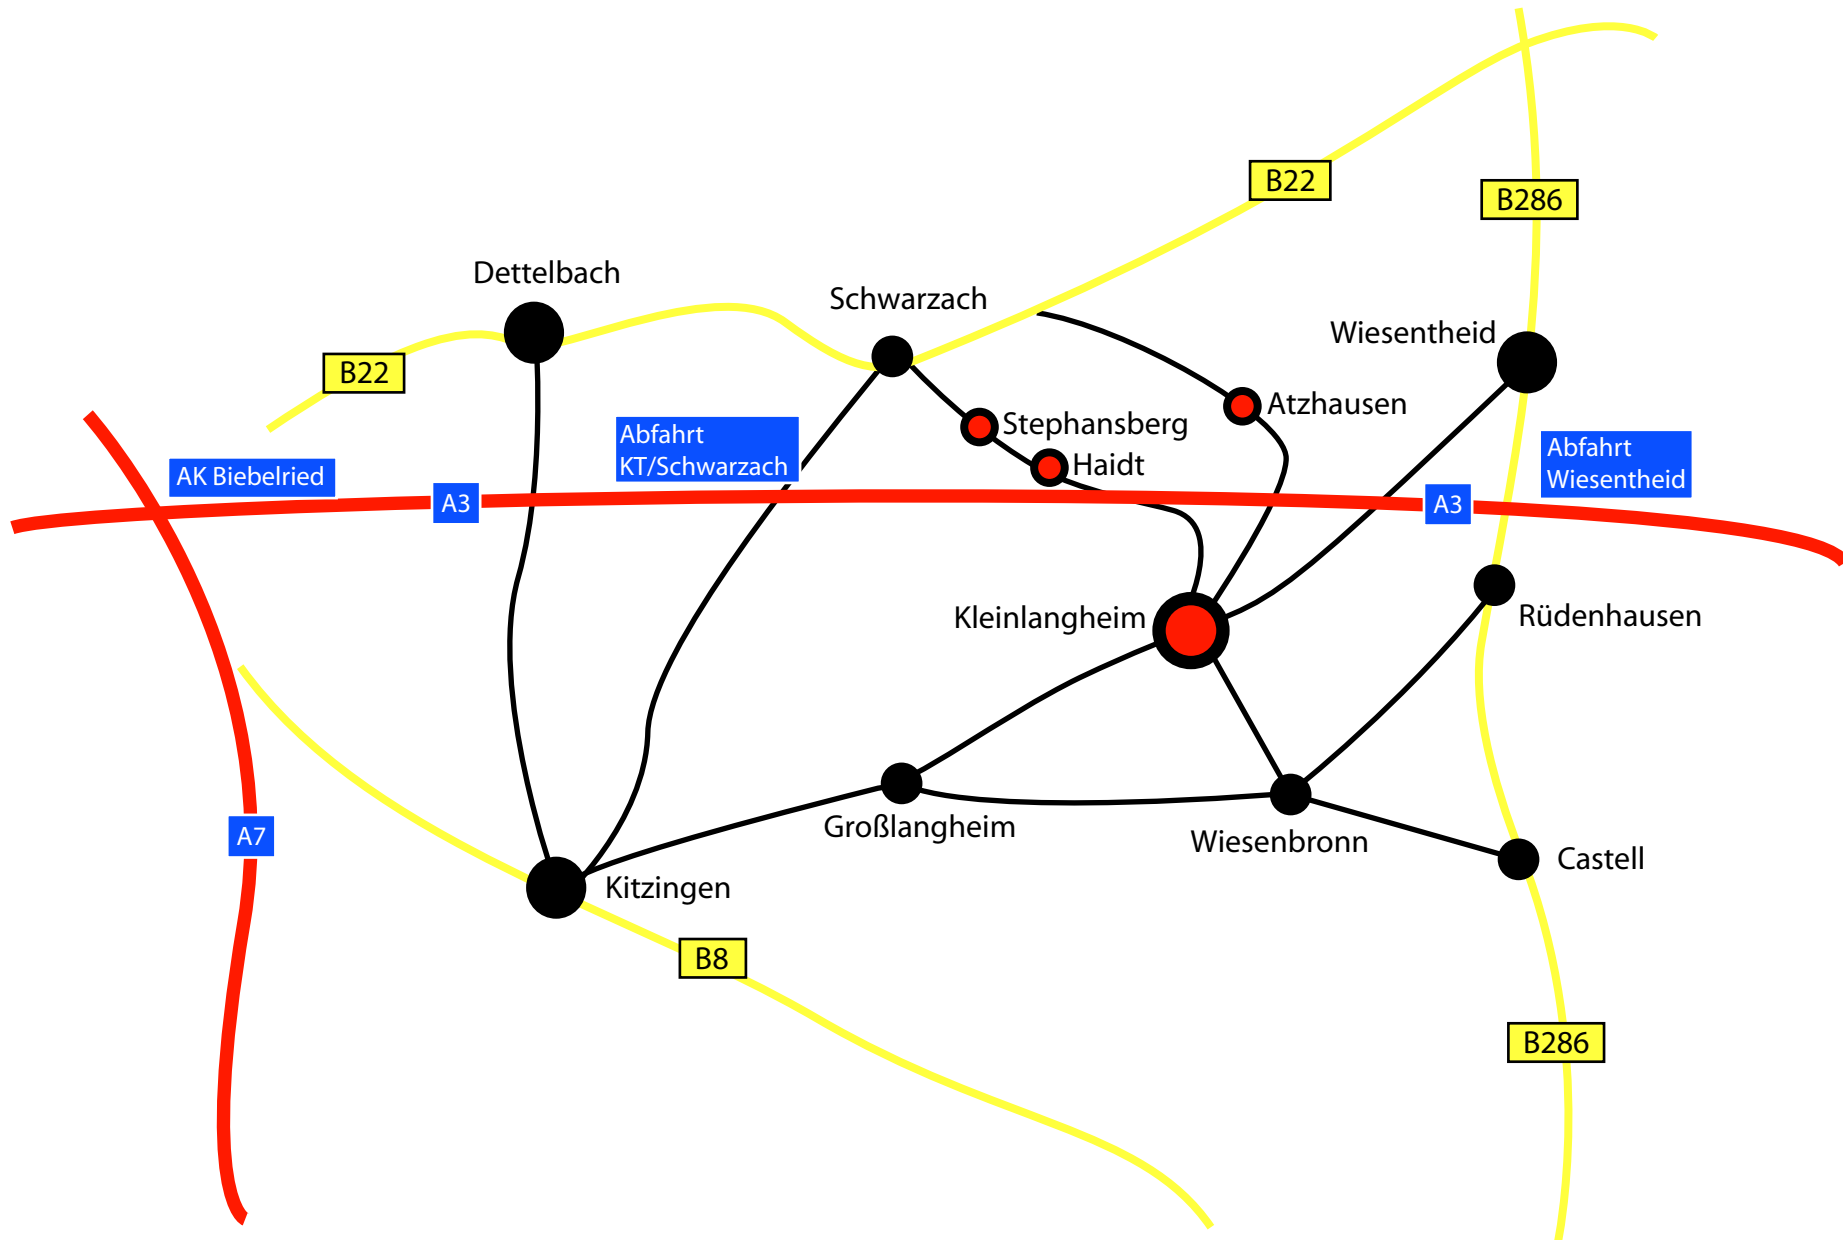 B22
B286
Dettelbach
Schwarzach
Wiesentheid
B22
Atzhausen
Stephansberg
Haidt
Abfahrt
KT/Schwarzach
Abfahrt
Wiesentheid
AK Biebelried
A3
A3
Kleinlangheim
Rüdenhausen
A7
Großlangheim
Wiesenbronn
Castell
Kitzingen
B8
B286